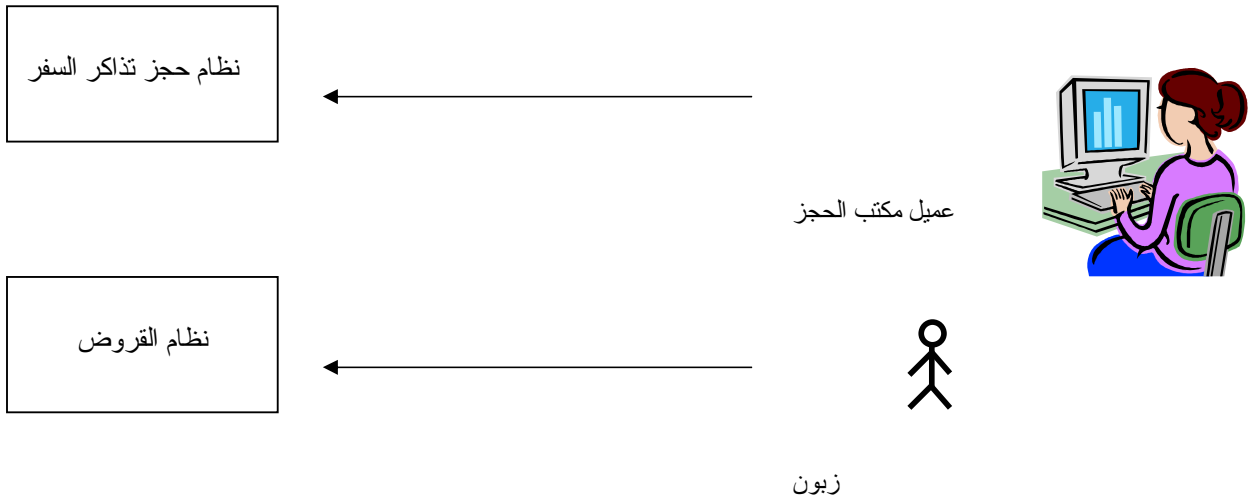 نظام حجز تذاكر السفر
عميل مكتب الحجز
نظام القروض
زبون